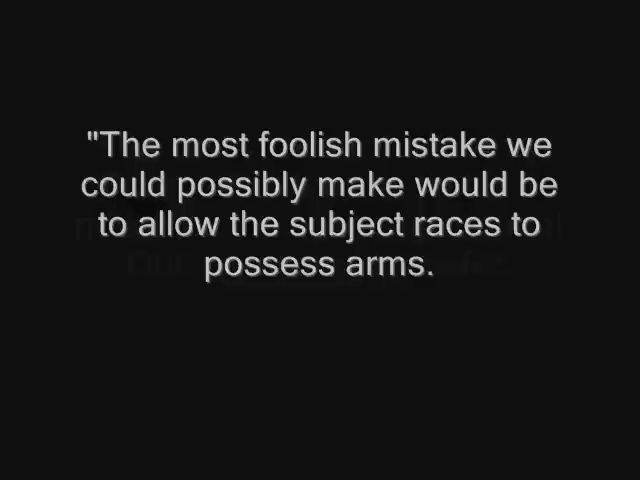 "The most foolish mistake we
could possibly make would be
to allow the subject races to
possess arms.